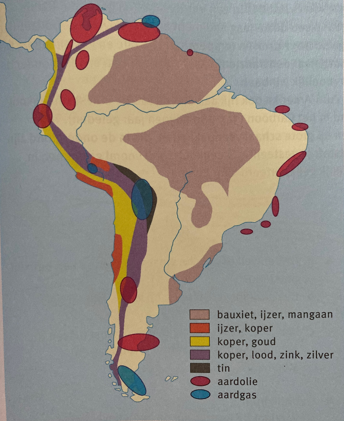 bauxiet, ijzer, mangaan
ijzer, koper
koper, goud
koper, lood, zink, zilver
tin
aardolie
aardgas